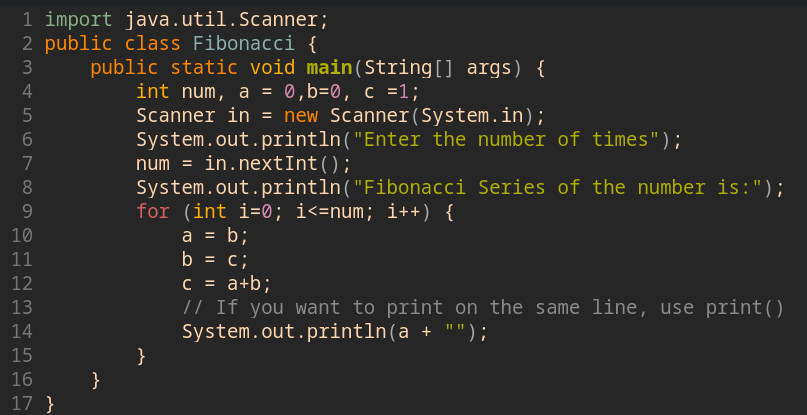 1 import java.util.Scanner;
2 public class Fibonacci {
3     public static void main(String[] args) {
4         int num, a = 0,b=0, c =1;
5         Scanner in = new Scanner(System.in);
6         System.out.println("Enter the number of times");
7         num = in.nextInt();
8         System.out.println("Fibonacci Series of the number is:");
9         for (int i=0; i<=num; i++) {
10             a = b;
11             b = c;
12             c = a+b;
13             // If you want to print on the same line, use print()
14             System.out.println(a + "");
15         }
16     }
17 }